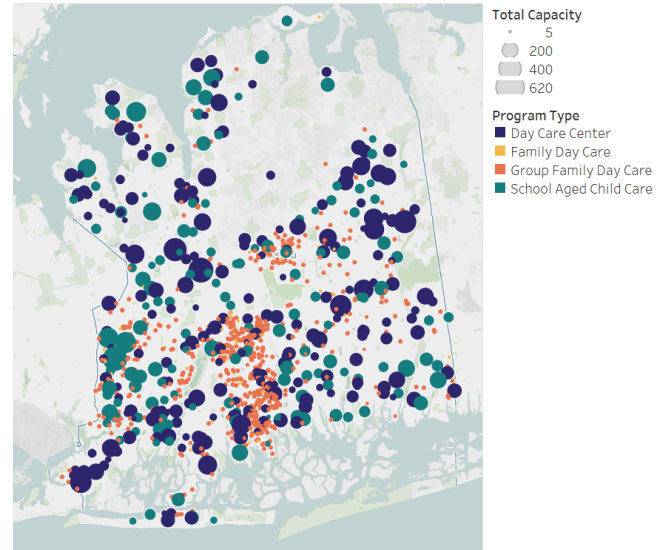 Total Capacity
5
200
400
620
Program Type
Day Care Center
Family Day Care
Group Family Day Care
School Aged Child Care